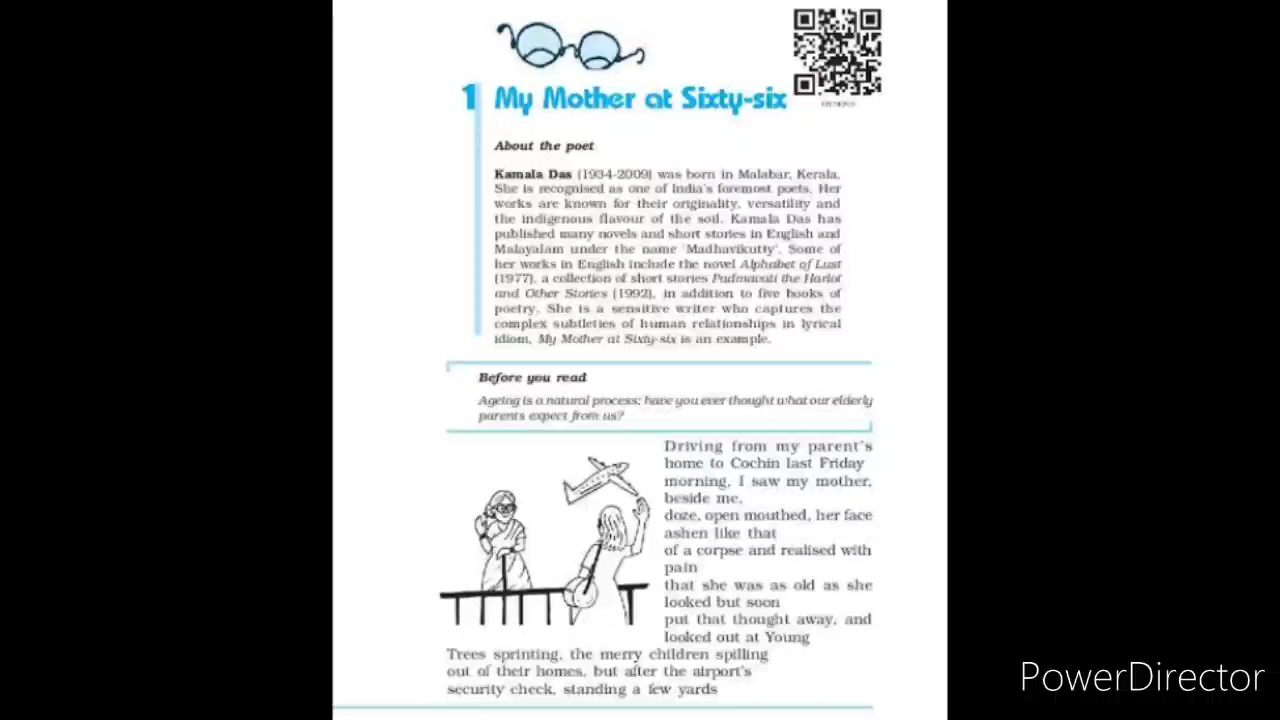 1 My Mother at Sixty-six
About the poet
Kamala Das (1934-2009) was born in Malabar, Kerala.
She is recognised as one of India's foremost poets. Her
works are known for their originality, versatility and
the indigenous flavour of the soil. Kamala Das has
published many novels and short stories in English and
Malayalam under the name 'Madhavikutty'. Some of
her works in English include the novel Alphabet of Lust
(1977), a collection of short stories Padmavati the Harlot
and Other Stories (1992), in addition to five books of
poetry. She is a sensitive writer who captures the
complex subtleties of human relationships in lyrical
idiom, My Mother at Sixty-six is an example.
Before you read
Ageing is a natural process; have you ever thought what our elderly
parents expect from us?
Driving from my parent's
home to Cochin last Friday
morning, I saw my mother,
beside me,
doze, open mouthed, her face
ashen like that
of a corpse and realised with
pain
that she was as old as she
looked but soon
put that thought away, and
looked out at Young
Trees sprinting, the merry children spilling
out of their homes, but after the airport's
security check, standing a few yards
PowerDirector